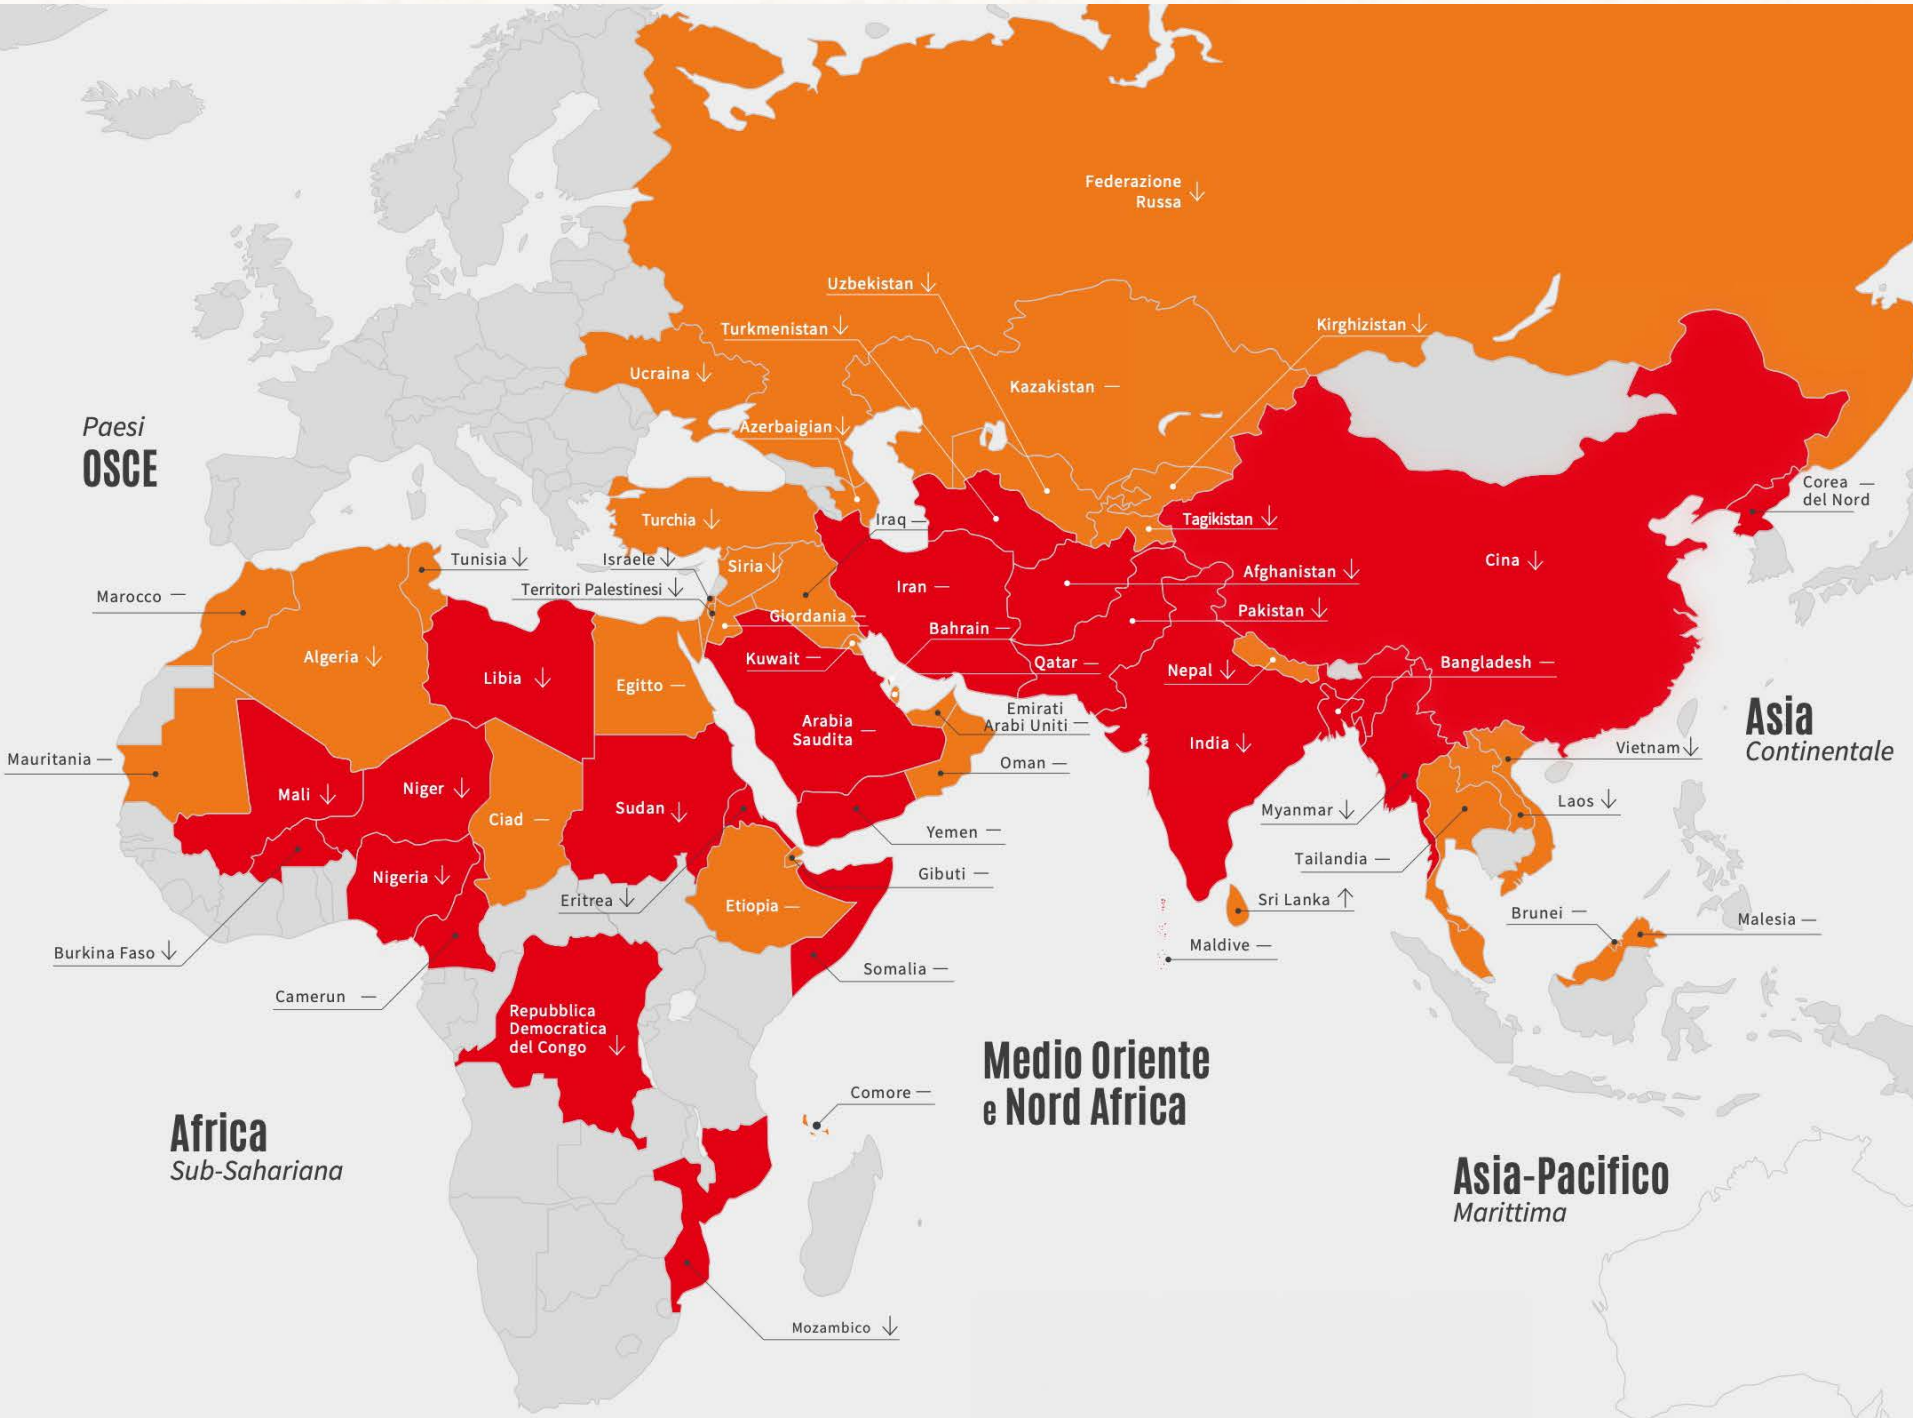 Federazione
Russa ↓
Uzbekistan ↓
Turkmenistan ↓
Kirghizistan ↓
Ucraina ↓
Kazakistan —
Azerbaigian ↓
Paesi
OSCE
Corea —
del Nord
Turchia ↓
Iraq —
Tagikistan ↓
Tunisia ↓
Israele ↓
Siria ↓
Cina ↓
Territori Palestinesi ↓
Iran —
Afghanistan ↓
Marocco —
Giordania —
Pakistan ↓
Bahrain —
Algeria ↓
Kuwait —
Qatar —
Nepal ↓
Bangladesh —
Libia ↓
Egitto —
Emirati
Arabi Uniti —
Arabia
Saudita —
India ↓
Asia
Continentale
Vietnam ↓
Mauritania —
Oman —
Mali ↓
Niger ↓
Sudan ↓
Ciad —
Myanmar ↓
Laos ↓
Yemen —
Tailandia —
Nigeria ↓
Gibuti —
Eritrea ↓
Etiopia —
Sri Lanka ↑
Brunei —
Malesia —
Burkina Faso ↓
Maldive —
Somalia —
Camerun —
Repubblica
Democratica
del Congo ↓
Medio Oriente
e Nord Africa
Comore —
Africa
Sub-Sahariana
Asia-Pacifico
Marittima
Mozambico ↓